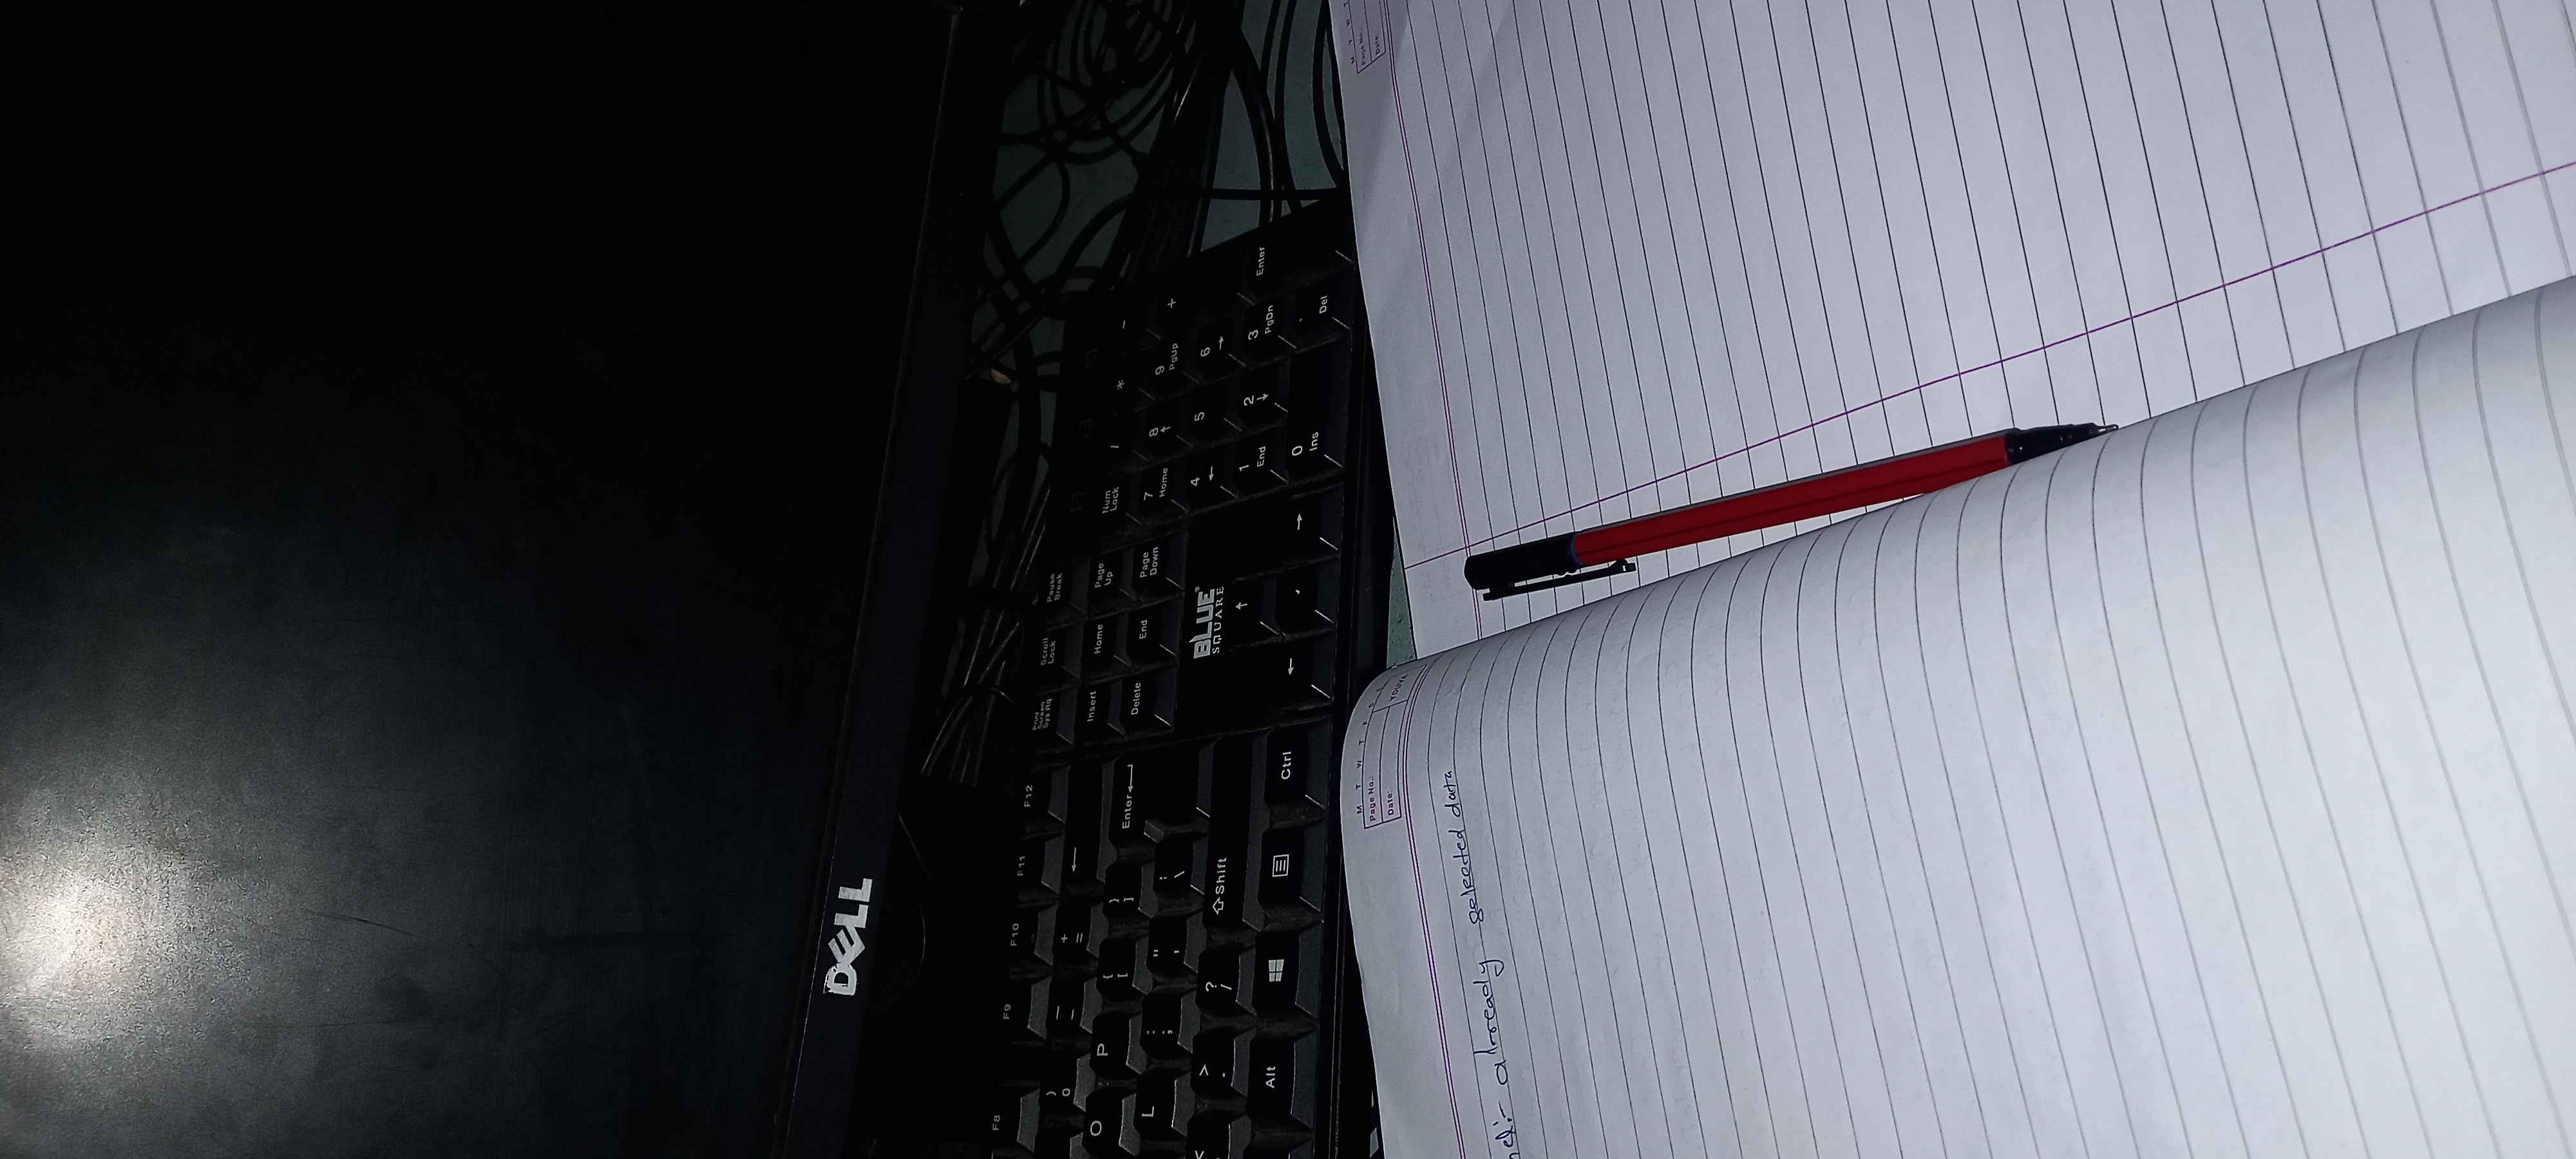 DELL
F8 F9 F10 F11 F12 Print Screen Sys Rq Scroll Lock Pause Break
) 0 _ - + = ← Insert Home Page Up Num Lock / * -
O P { [ } ] Enter Delete End Page Down 7 Home 8 ↑ 9 PgUp +
L : ; " ' | \ BLUE SQUARE 4 ← 5 6 →
< > . ? / Shift ↑ 1 End 2 ↓ 3 PgDn Enter
Alt Ctrl ← → 0 Ins . Del
M T W T F S S
Page No.:
Date:
YOUVA
already selected data
M T W T
Page No.:
Date: